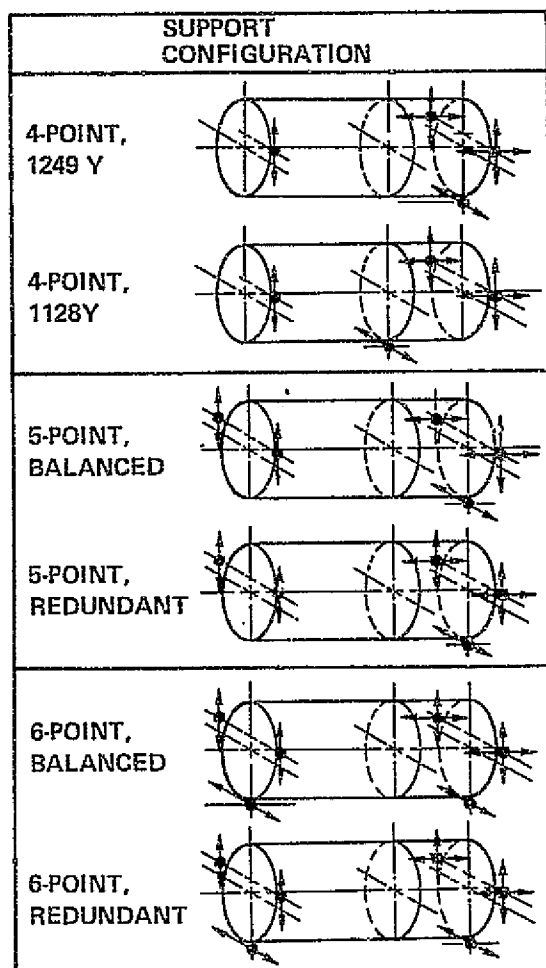 SUPPORT
CONFIGURATION
4-POINT,
1249 Y
4-POINT,
1128Y
5-POINT,
BALANCED
5-POINT,
REDUNDANT
6-POINT,
BALANCED
6-POINT,
REDUNDANT